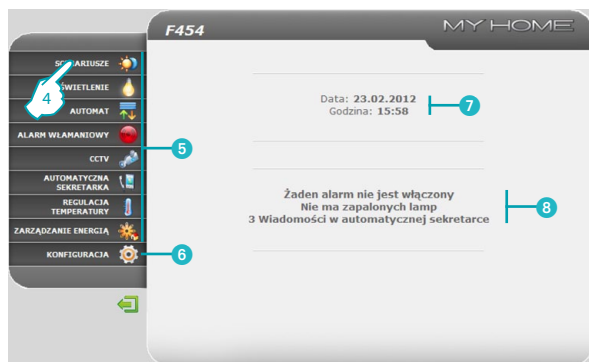 F454
MY HOME
SCENARIUSZE
4
OŚWIETLENIE
AUTOMAT
ALARM WŁAMANIOWY
CCTV
5
AUTOMATYCZNA
SEKRETARKA
REGULACJA
TEMPERATURY
ZARZĄDZANIE ENERGIĄ
KONFIGURACJA
6
Data: 23.02.2012
Godzina: 15:58
7
Żaden alarm nie jest włączony
Nie ma zapalonych lamp
3 Wiadomości w automatycznej sekretarce
8